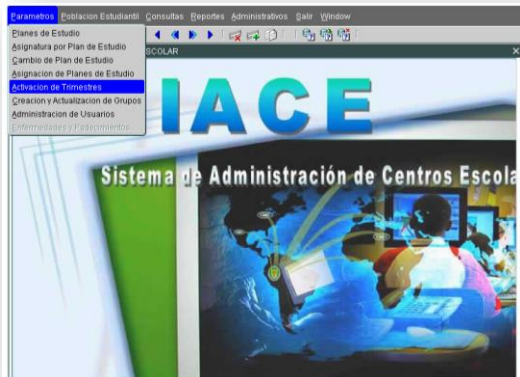 Parametros Poblacion Estudiantil Consultas Reportes Administrativos Salir Window
Planes de Estudio
Asignatura por Plan de Estudio
Cambio de Plan de Estudio
Asignacion de Planes de Estudio
Activacion de Trimestres
Creacion y Actualizacion de Grupos
Administracion de Usuarios
Enfermedades y Padecimientos
SCOLAR
IACE
Sistema de Administración de Centros Escola